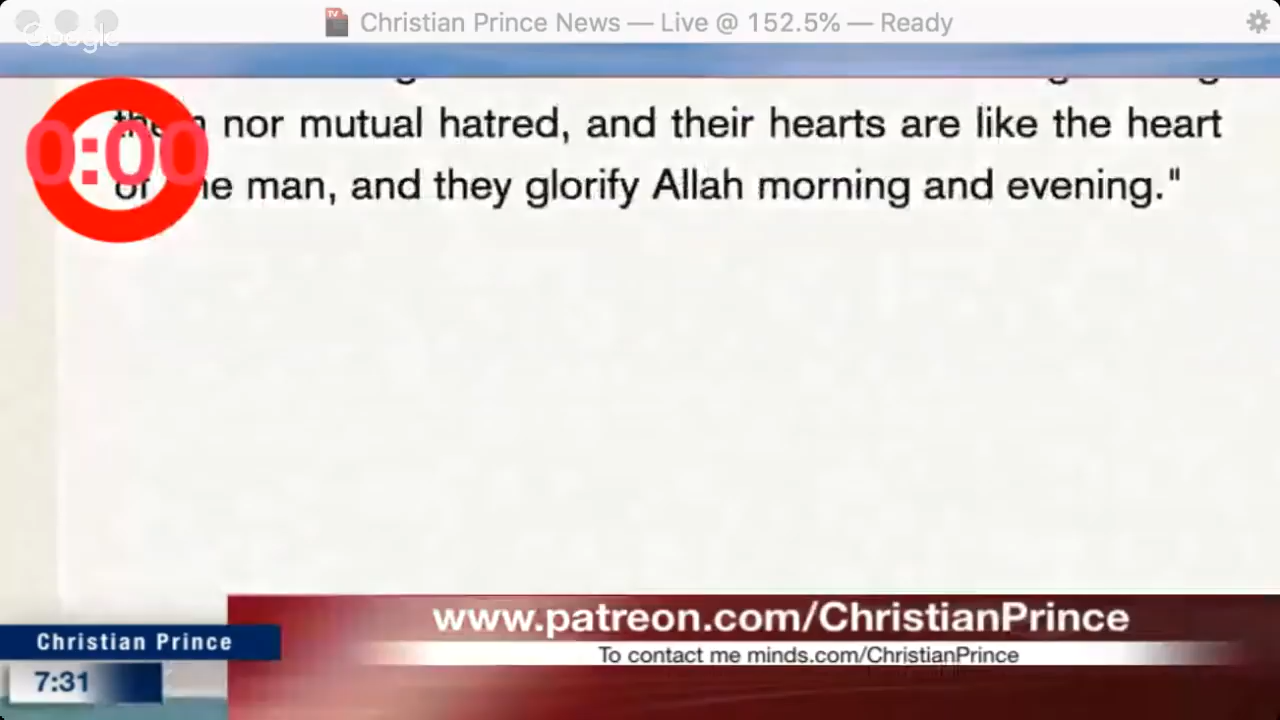 Christian Prince News — Live @ 152.5% — Ready
Google
0:00
nor mutual hatred, and their hearts are like the heart
man, and they glorify Allah morning and evening."
www.patreon.com/ChristianPrince
To contact me minds.com/ChristianPrince
Christian Prince
7:31